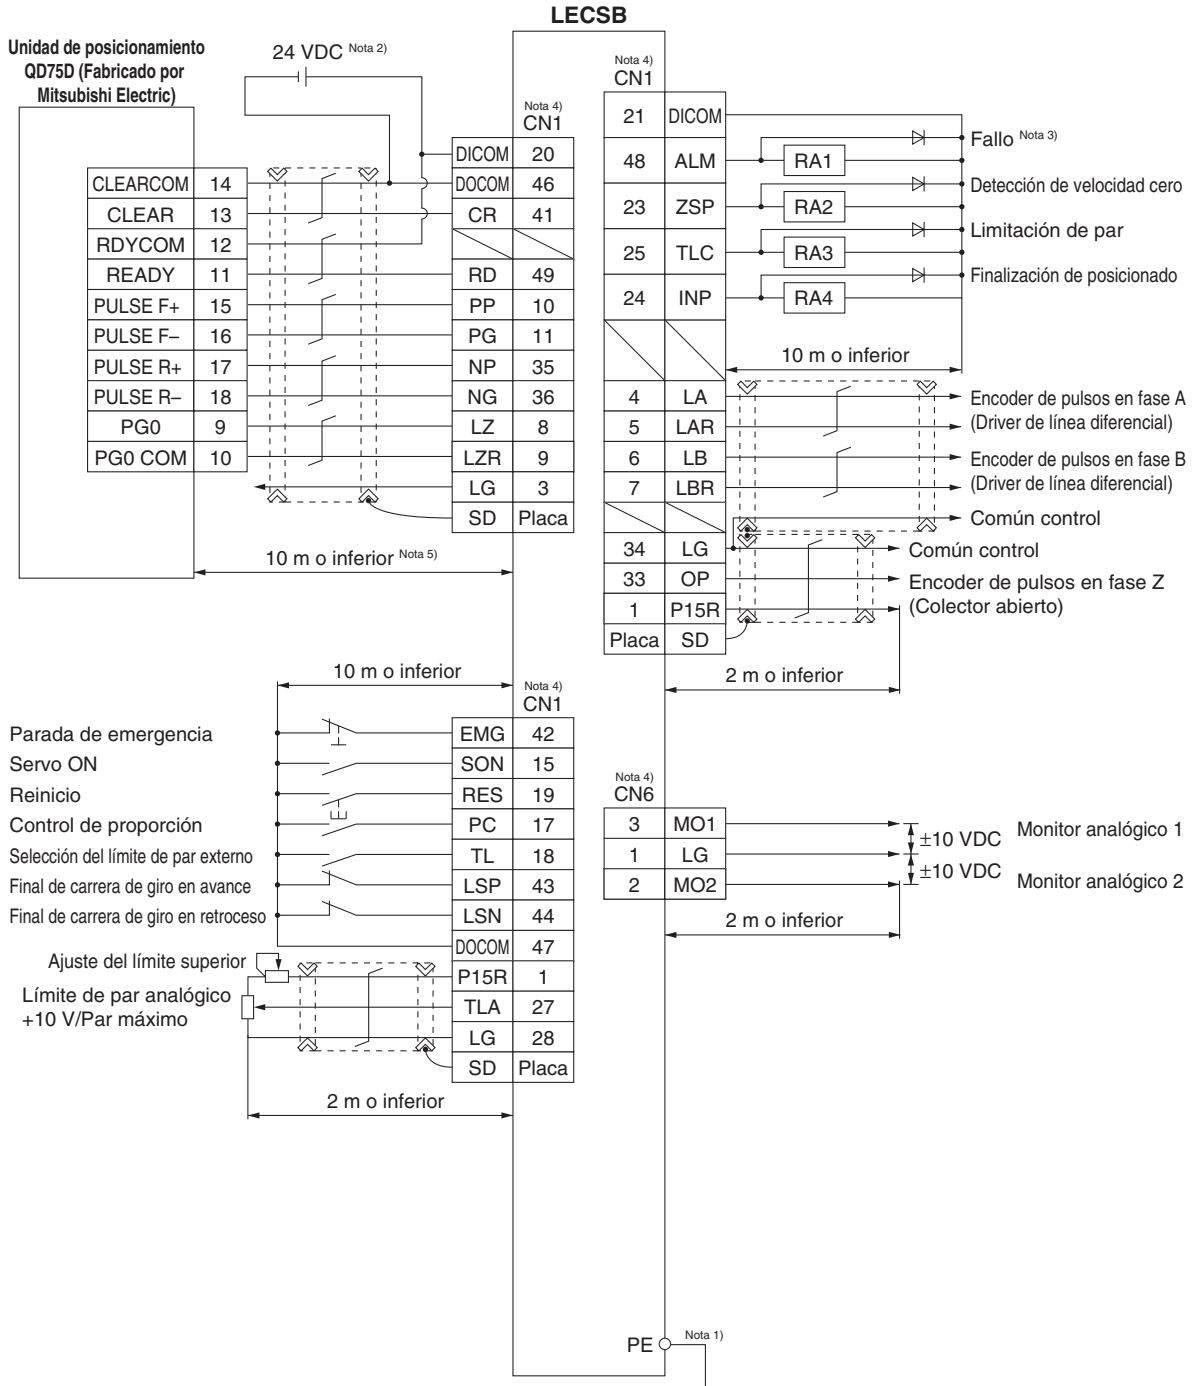 LECSB
Unidad de posicionamiento
QD75D (Fabricado por
Mitsubishi Electric)
24 VDC Nota 2)
Nota 4)
CN1
DICOM 20
CLEARCOM 14 DOCOM 46
CLEAR 13 CR 41
RDYCOM 12
READY 11 RD 49
PULSE F+ 15 PP 10
PULSE F– 16 PG 11
PULSE R+ 17 NP 35
PULSE R– 18 NG 36
PG0 9 LZ 8
PG0 COM 10 LZR 9
LG 3
SD Placa
10 m o inferior Nota 5)
Nota 4)
CN1
21 DICOM
48 ALM RA1 Fallo Nota 3)
23 ZSP RA2 Detección de velocidad cero
25 TLC RA3 Limitación de par
24 INP RA4 Finalización de posicionado
10 m o inferior
4 LA Encoder de pulsos en fase A
5 LAR (Driver de línea diferencial)
6 LB Encoder de pulsos en fase B
7 LBR (Driver de línea diferencial)
Común control
34 LG Común control
33 OP Encoder de pulsos en fase Z
1 P15R (Colector abierto)
Placa SD
2 m o inferior
10 m o inferior
Nota 4)
CN1
Parada de emergencia EMG 42
Servo ON SON 15
Reinicio RES 19
Control de proporción PC 17
Selección del límite de par externo TL 18
Final de carrera de giro en avance LSP 43
Final de carrera de giro en retroceso LSN 44
DOCOM 47
Ajuste del límite superior P15R 1
Límite de par analógico
+10 V/Par máximo
TLA 27
LG 28
SD Placa
2 m o inferior
Nota 4)
CN6
3 MO1 Monitor analógico 1
±10 VDC
1 LG
±10 VDC
2 MO2 Monitor analógico 2
2 m o inferior
PE Nota 1)